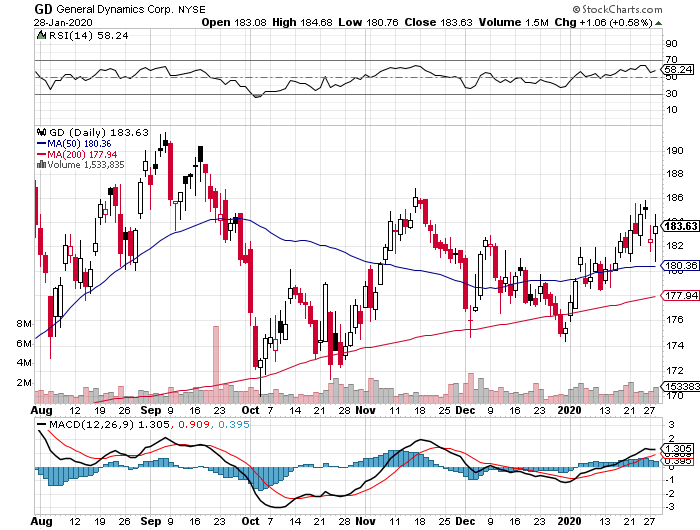 GD General Dynamics Corp. NYSE © StockCharts.com
28-Jan-2020 Open 183.08 High 184.68 Low 180.76 Close 183.63 Volume 1.5M Chg +1.06 (+0.58%)
RSI(14) 58.24
90
70
58.24
50
30
10
GD (Daily) 183.63
MA(50) 180.36
MA(200) 177.94
Volume 1,533,835
190
188
186
184
183.63
182
180.36
180
177.94
176
174
172
170
8M
6M
4M
2M
153383
Aug 12 19 26 Sep 9 16 23 Oct 7 14 21 28 Nov 11 18 25 Dec 9 16 23 2020 13 21 27
MACD(12,26,9) 1.305, 0.909, 0.395
3
2
1.305
0.395
0
-1
-2
-3
Aug 12 19 26 Sep 9 16 23 Oct 7 14 21 28 Nov 11 18 25 Dec 9 16 23 2020 13 21 27